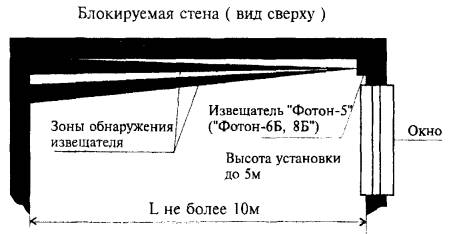 Блокируемая стена ( вид сверху )
Извещатель "Фотон-5"
("Фотон-6Б, 8Б")
Зоны обнаружения
извещателя
Окно
Высота установки
до 5м
L не более 10м